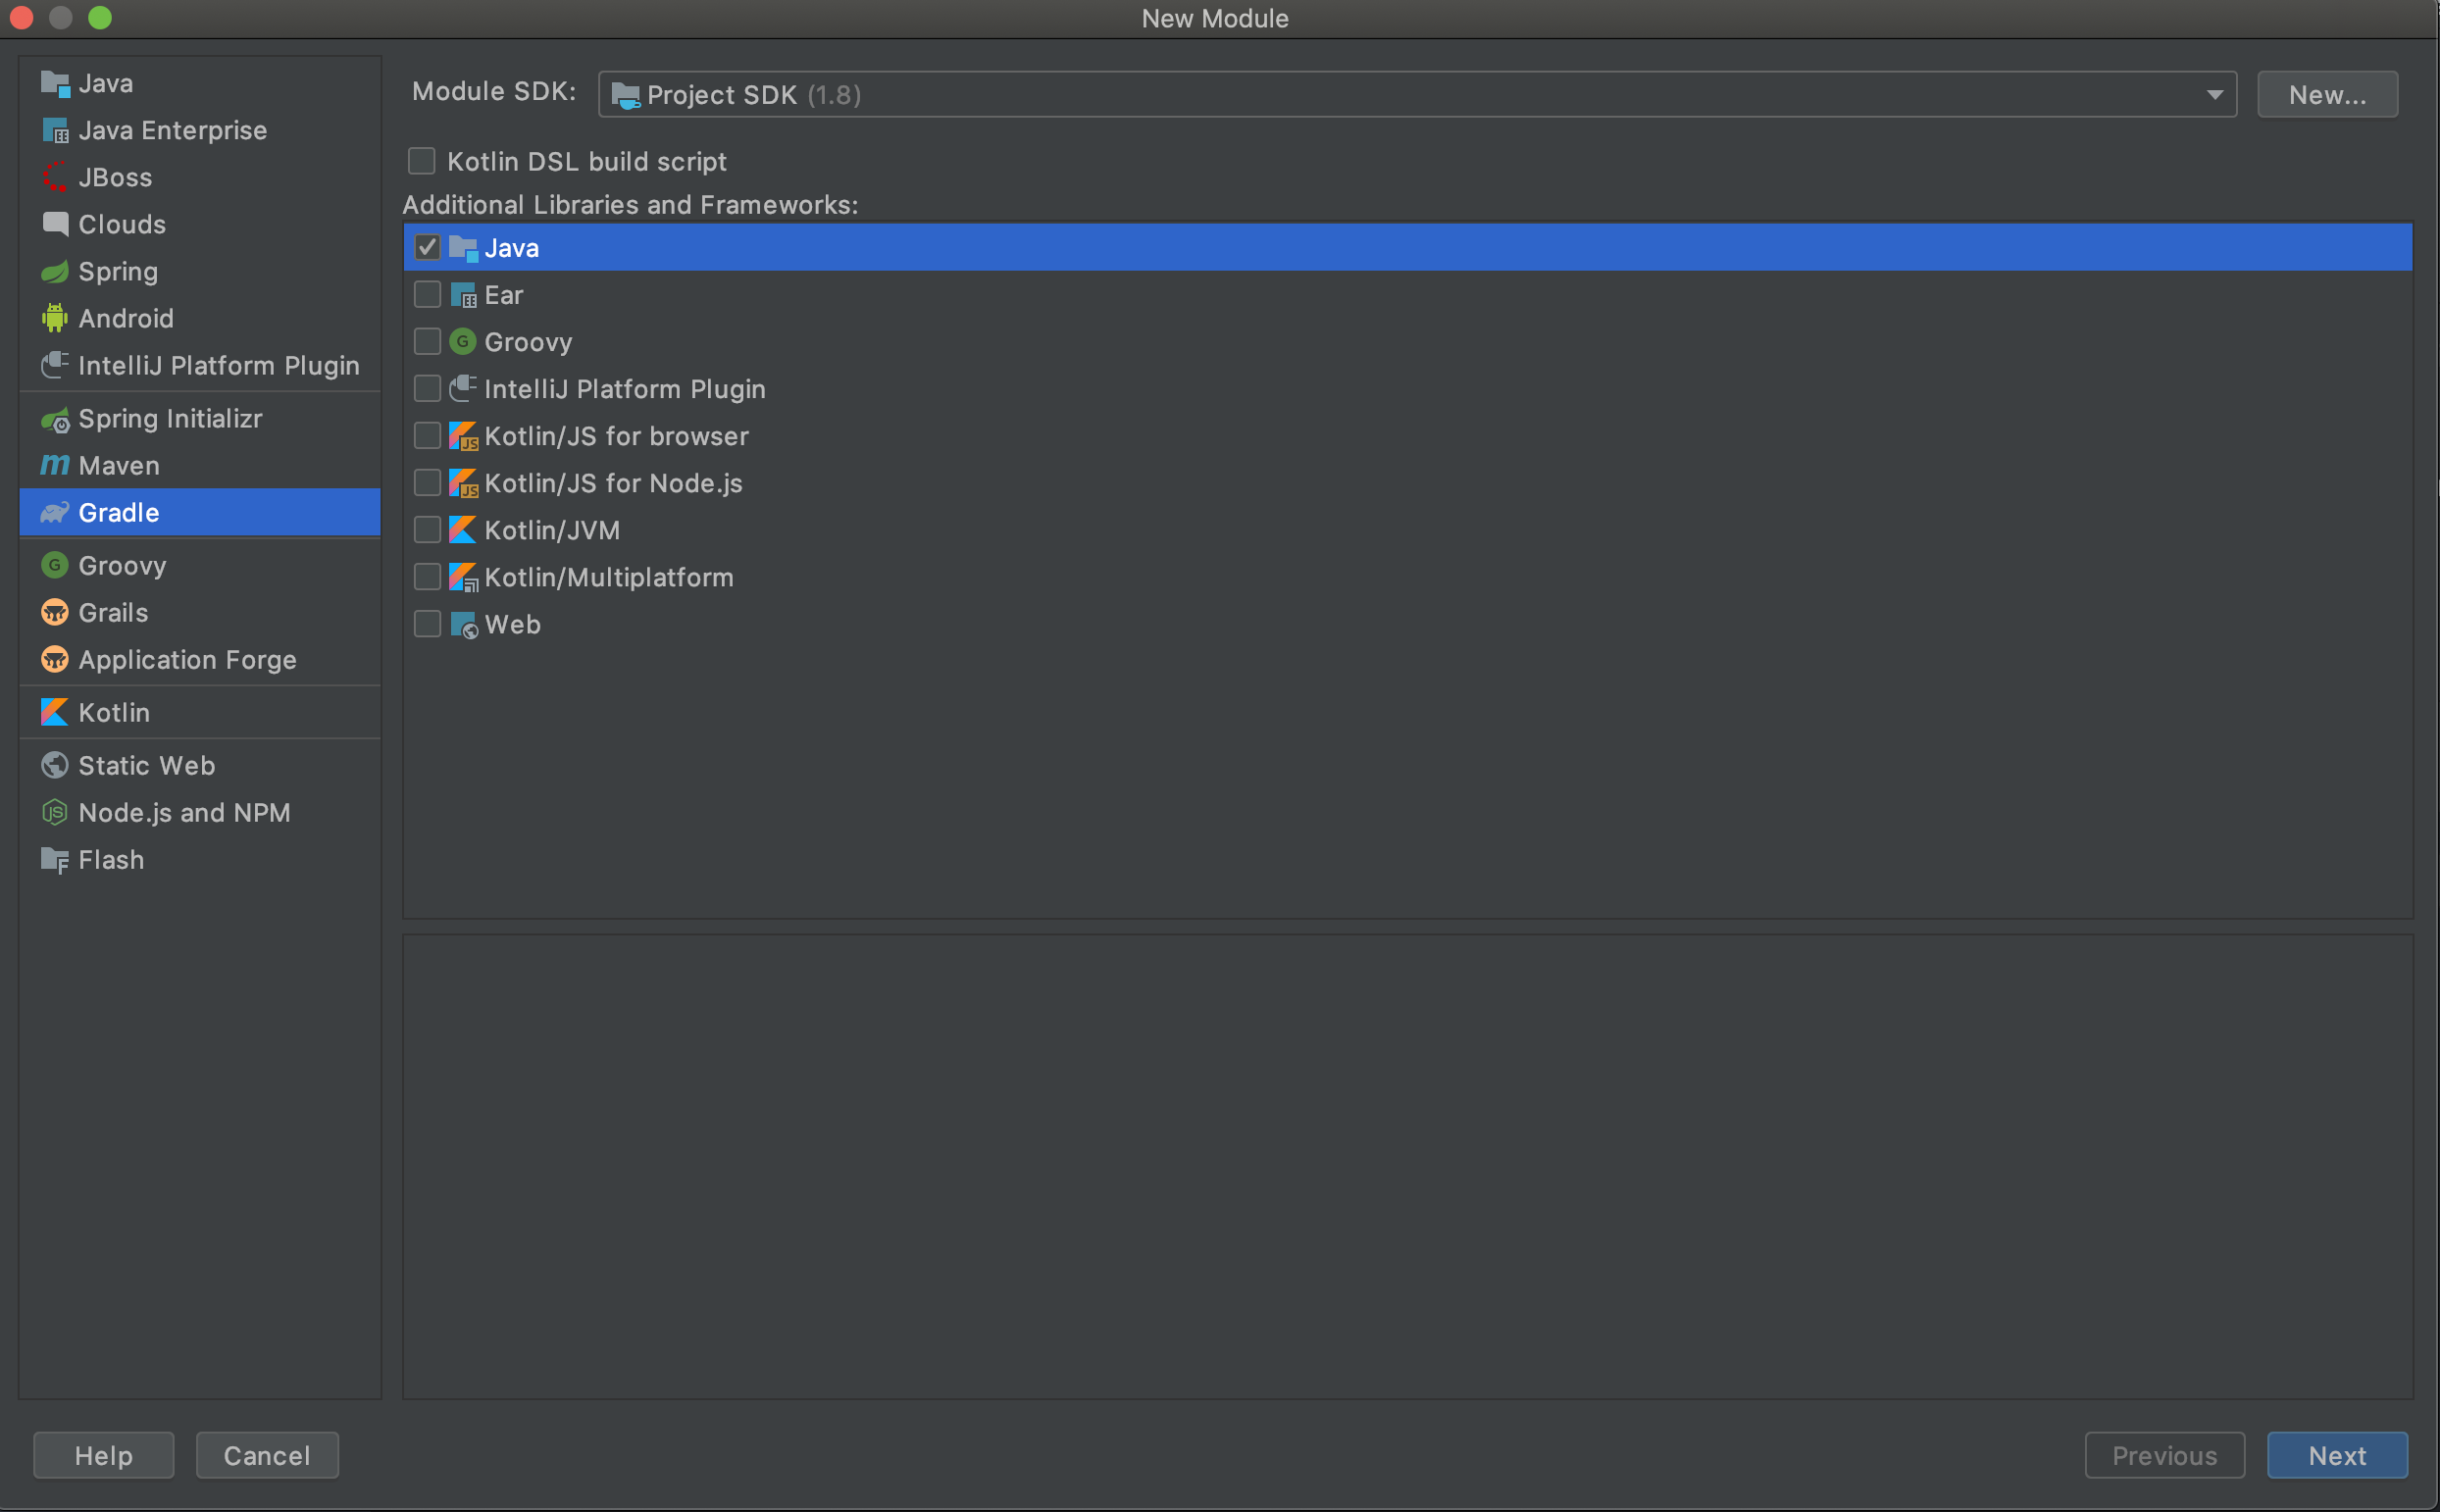 New Module
Java
Java Enterprise
JBoss
Clouds
Spring
Android
IntelliJ Platform Plugin
Spring Initializr
Maven
Gradle
Groovy
Grails
Application Forge
Kotlin
Static Web
Node.js and NPM
Flash
Module SDK: Project SDK (1.8) New...
Kotlin DSL build script
Additional Libraries and Frameworks:
Java
Ear
Groovy
IntelliJ Platform Plugin
Kotlin/JS for browser
Kotlin/JS for Node.js
Kotlin/JVM
Kotlin/Multiplatform
Web
Help Cancel Previous Next